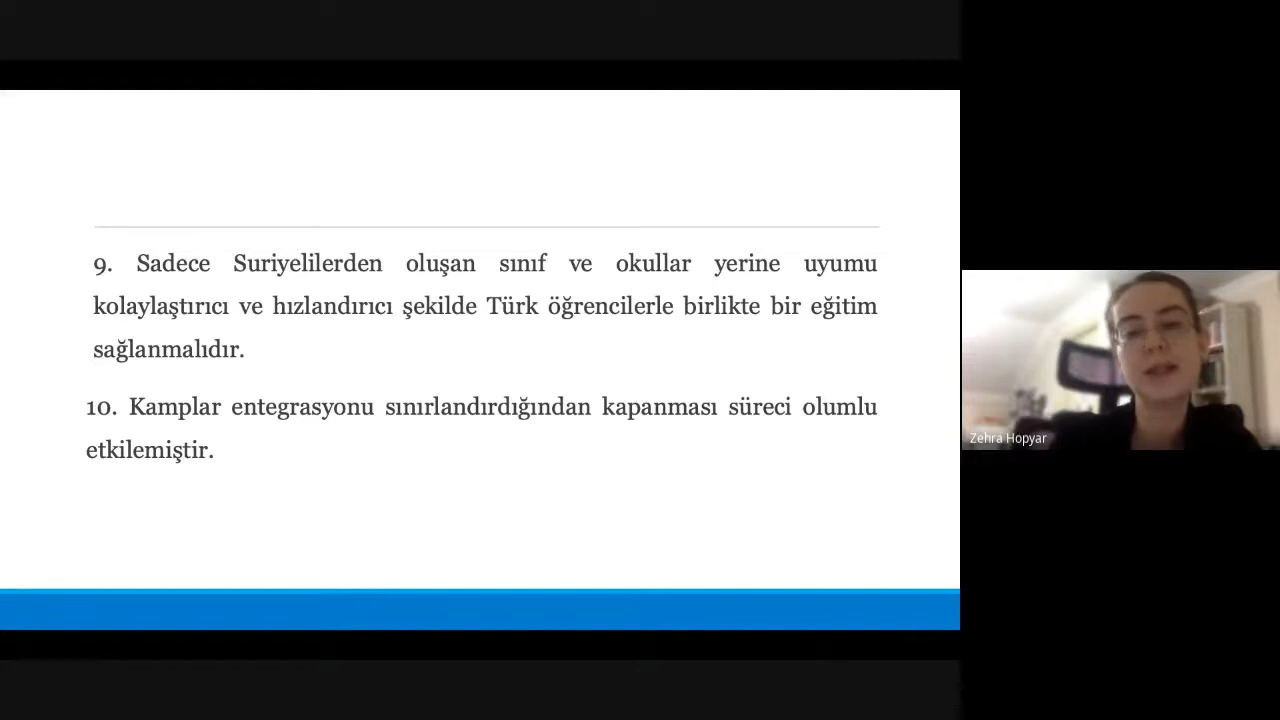 9. Sadece Suriyelilerden oluşan sınıf ve okullar yerine uyumu
kolaylaştırıcı ve hızlandırıcı şekilde Türk öğrencilerle birlikte bir eğitim
sağlanmalıdır.
10. Kamplar entegrasyonu sınırlandırdığından kapanması süreci olumlu
etkilemiştir.
Zehra Hopyar